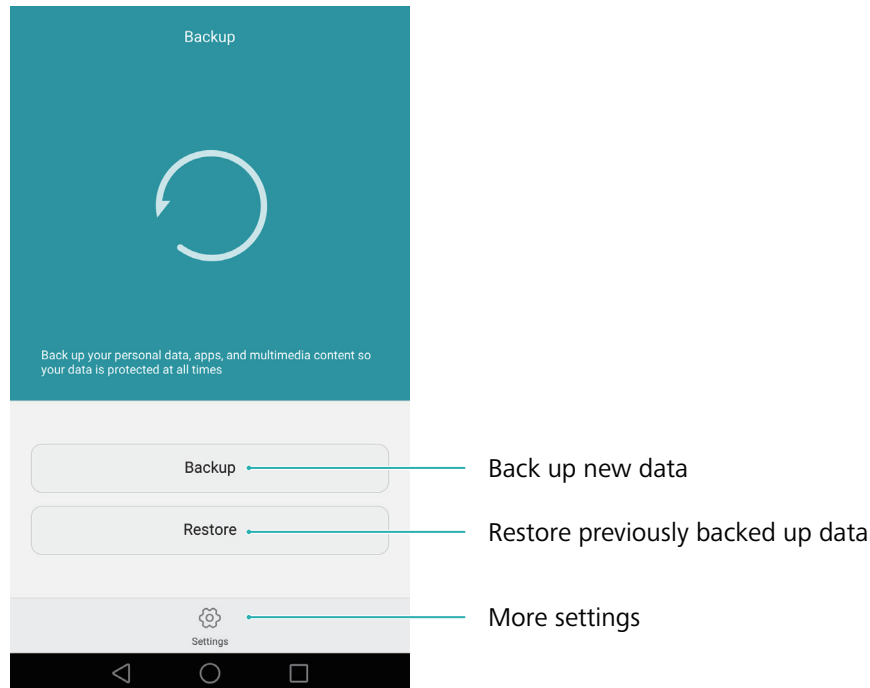 Backup
Back up your personal data, apps, and multimedia content so
your data is protected at all times
Backup
Back up new data
Restore
Restore previously backed up data
More settings
Settings